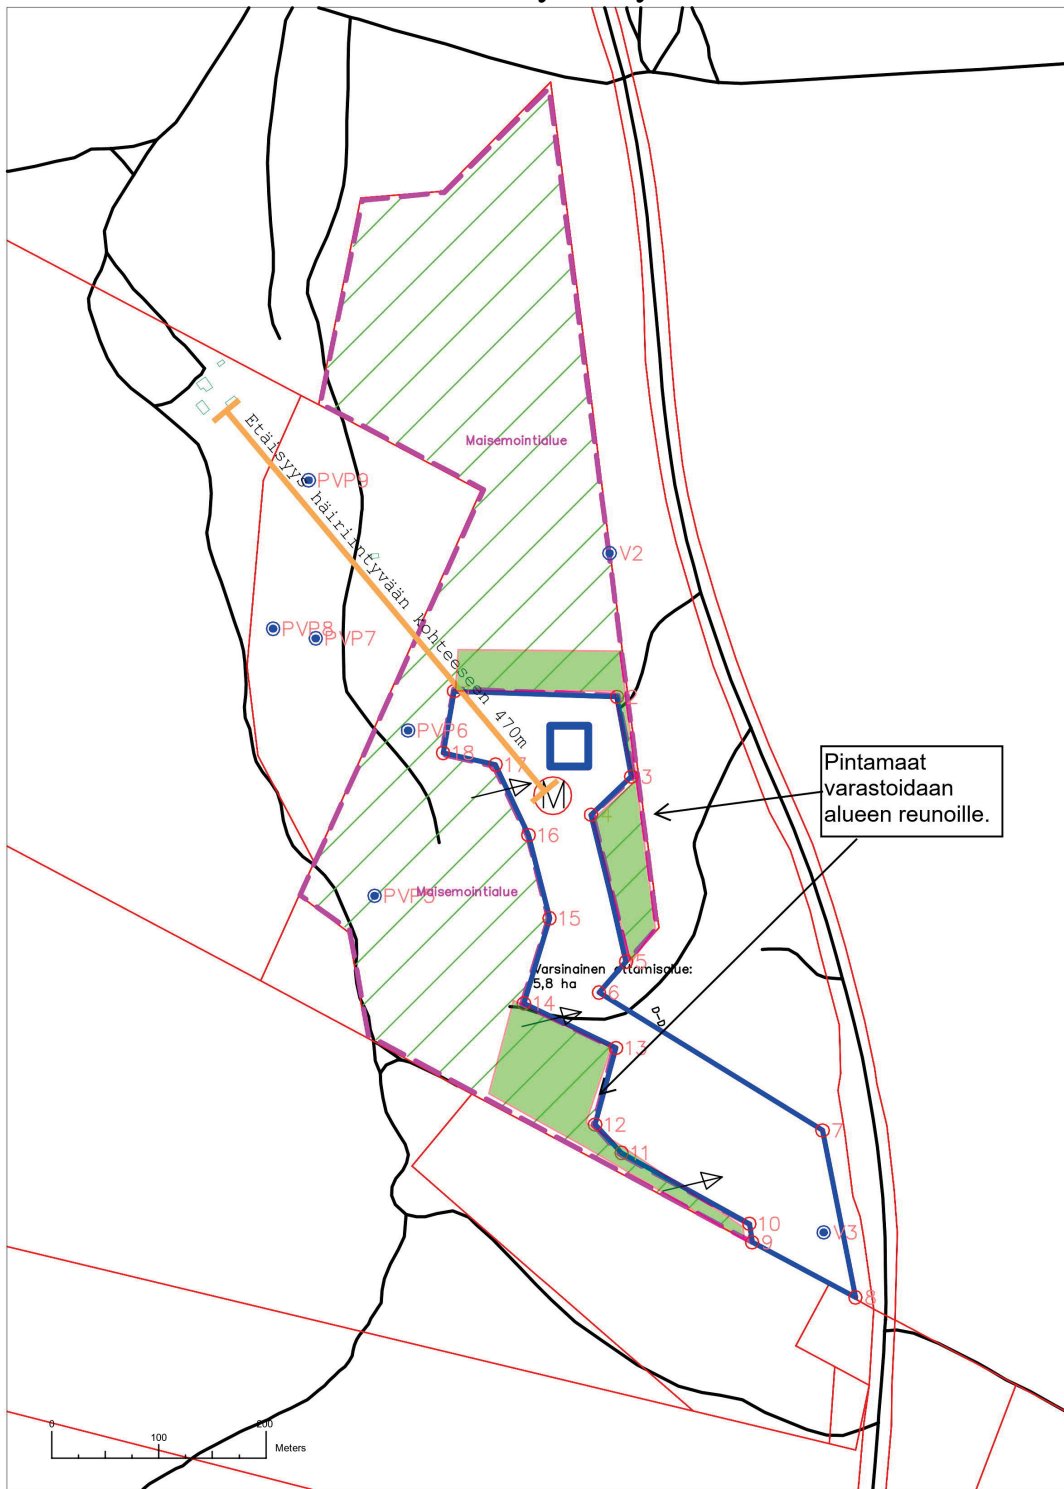 Maisemointialue
Etäisyys häiriintyvään kohteeseen 470m
PVP9
V2
PVP8
PVP7
2
PVP6
18
17
3
M
4
Pintamaat
varastoidaan
alueen reunoille.
16
PVP5
Maisemointialue
15
5
Varsinainen ottamisalue:
5,8 ha
6
14
D-D
13
12
7
11
10
V3
9
8
0
200
100
Meters